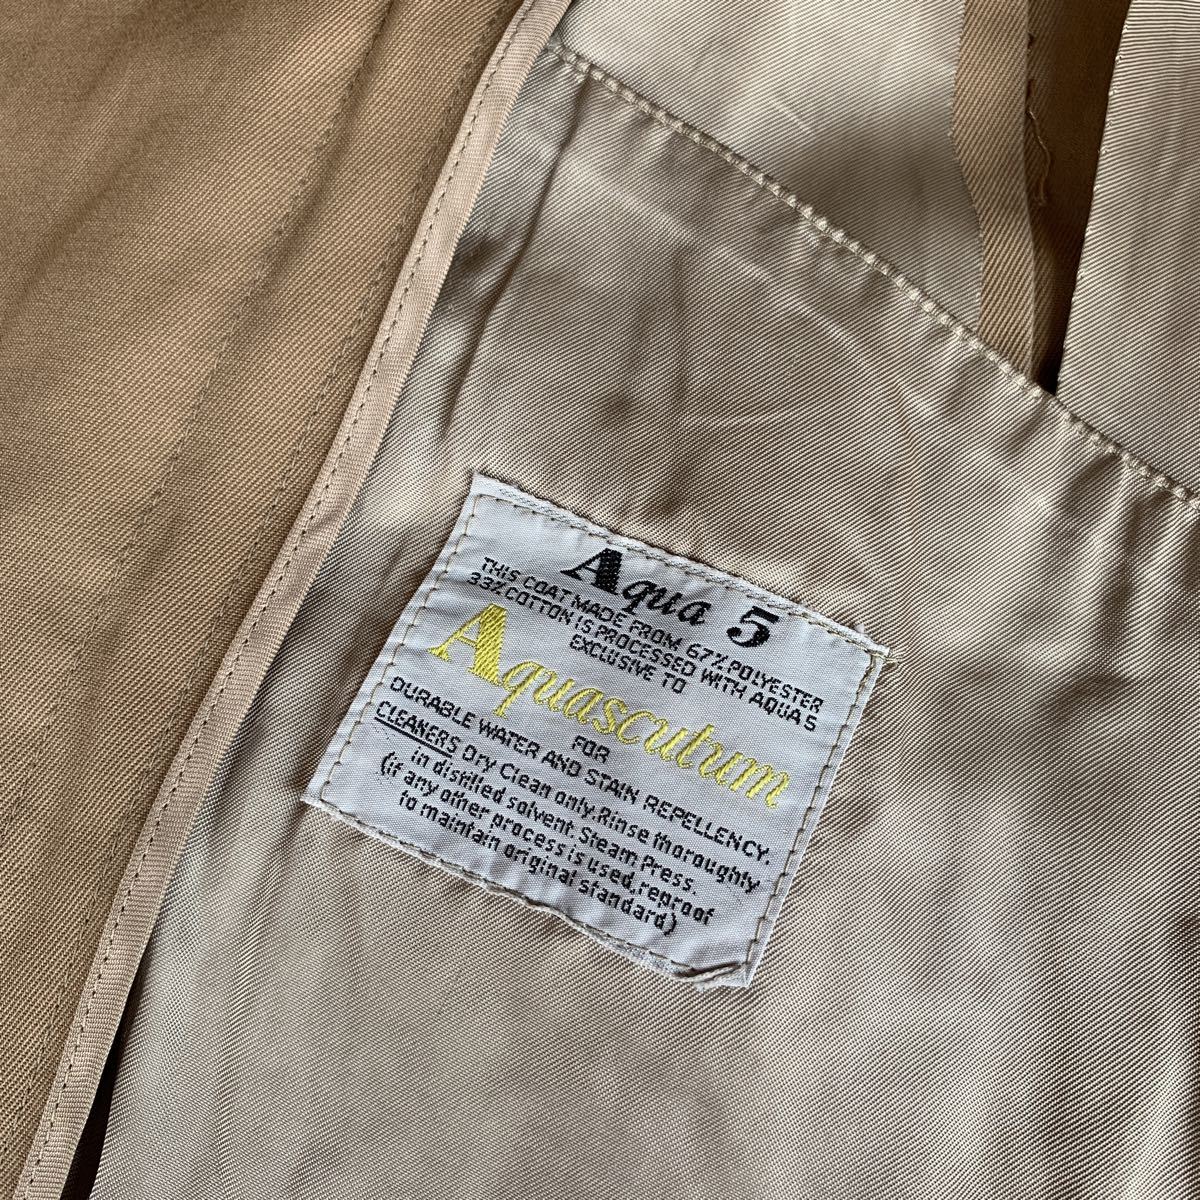 Aqua 5
THIS COAT MADE FROM 67% POLYESTER
33% COTTON IS PROCESSED WITH AQUA 5
EXCLUSIVE TO
Aquascutum
FOR
DURABLE WATER AND STAIN REPELLENCY.
CLEANERS Dry Clean only. Rinse thoroughly
in distilled solvent. Steam Press.
(if any other process is used, reproof
to maintain original standard)